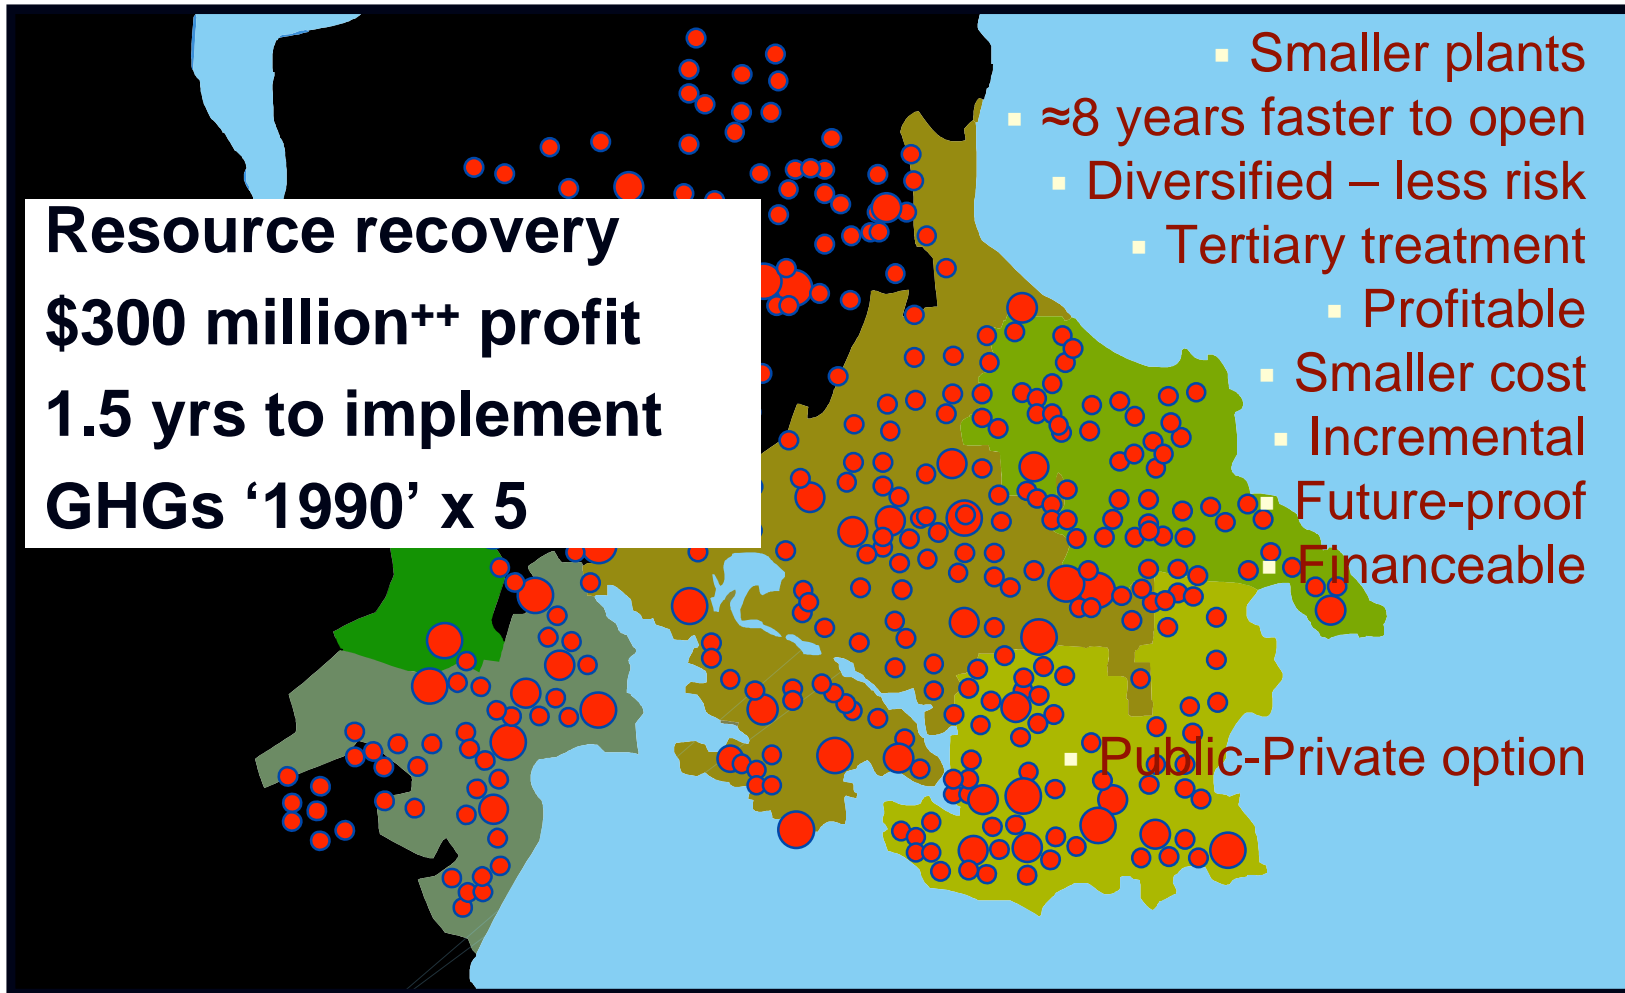 Resource recovery
$300 million++ profit
1.5 yrs to implement
GHGs ‘1990’ x 5
▪ Smaller plants
▪ ≈8 years faster to open
▪ Diversified – less risk
▪ Tertiary treatment
▪ Profitable
▪ Smaller cost
▪ Incremental
▪ Future-proof
▪ Financeable
▪ Public-Private option